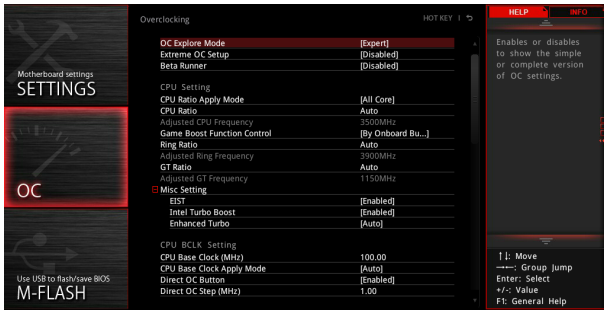 Overclocking
HOT KEY
HELP
INFO
OC Explore Mode [Expert]
Extreme OC Setup [Disabled]
Beta Runner [Disabled]
CPU Setting
CPU Ratio Apply Mode [All Core]
CPU Ratio Auto
Adjusted CPU Frequency 3500MHz
Game Boost Function Control [By Onboard Bu...]
Ring Ratio Auto
Adjusted Ring Frequency 3900MHz
GT Ratio Auto
Adjusted GT Frequency 1150MHz
Misc Setting
EIST [Enabled]
Intel Turbo Boost [Enabled]
Enhanced Turbo [Auto]
CPU BCLK Setting
CPU Base Clock (MHz) 100.00
CPU Base Clock Apply Mode [Auto]
Direct OC Button [Enabled]
Direct OC Step (MHz) 1.00
Motherboard settings
SETTINGS
OC
Use USB to flash/save BIOS
M-FLASH
Enables or disables
to show the simple
or complete version
of OC settings.
↑↓: Move
→←: Group Jump
Enter: Select
+/-: Value
F1: General Help